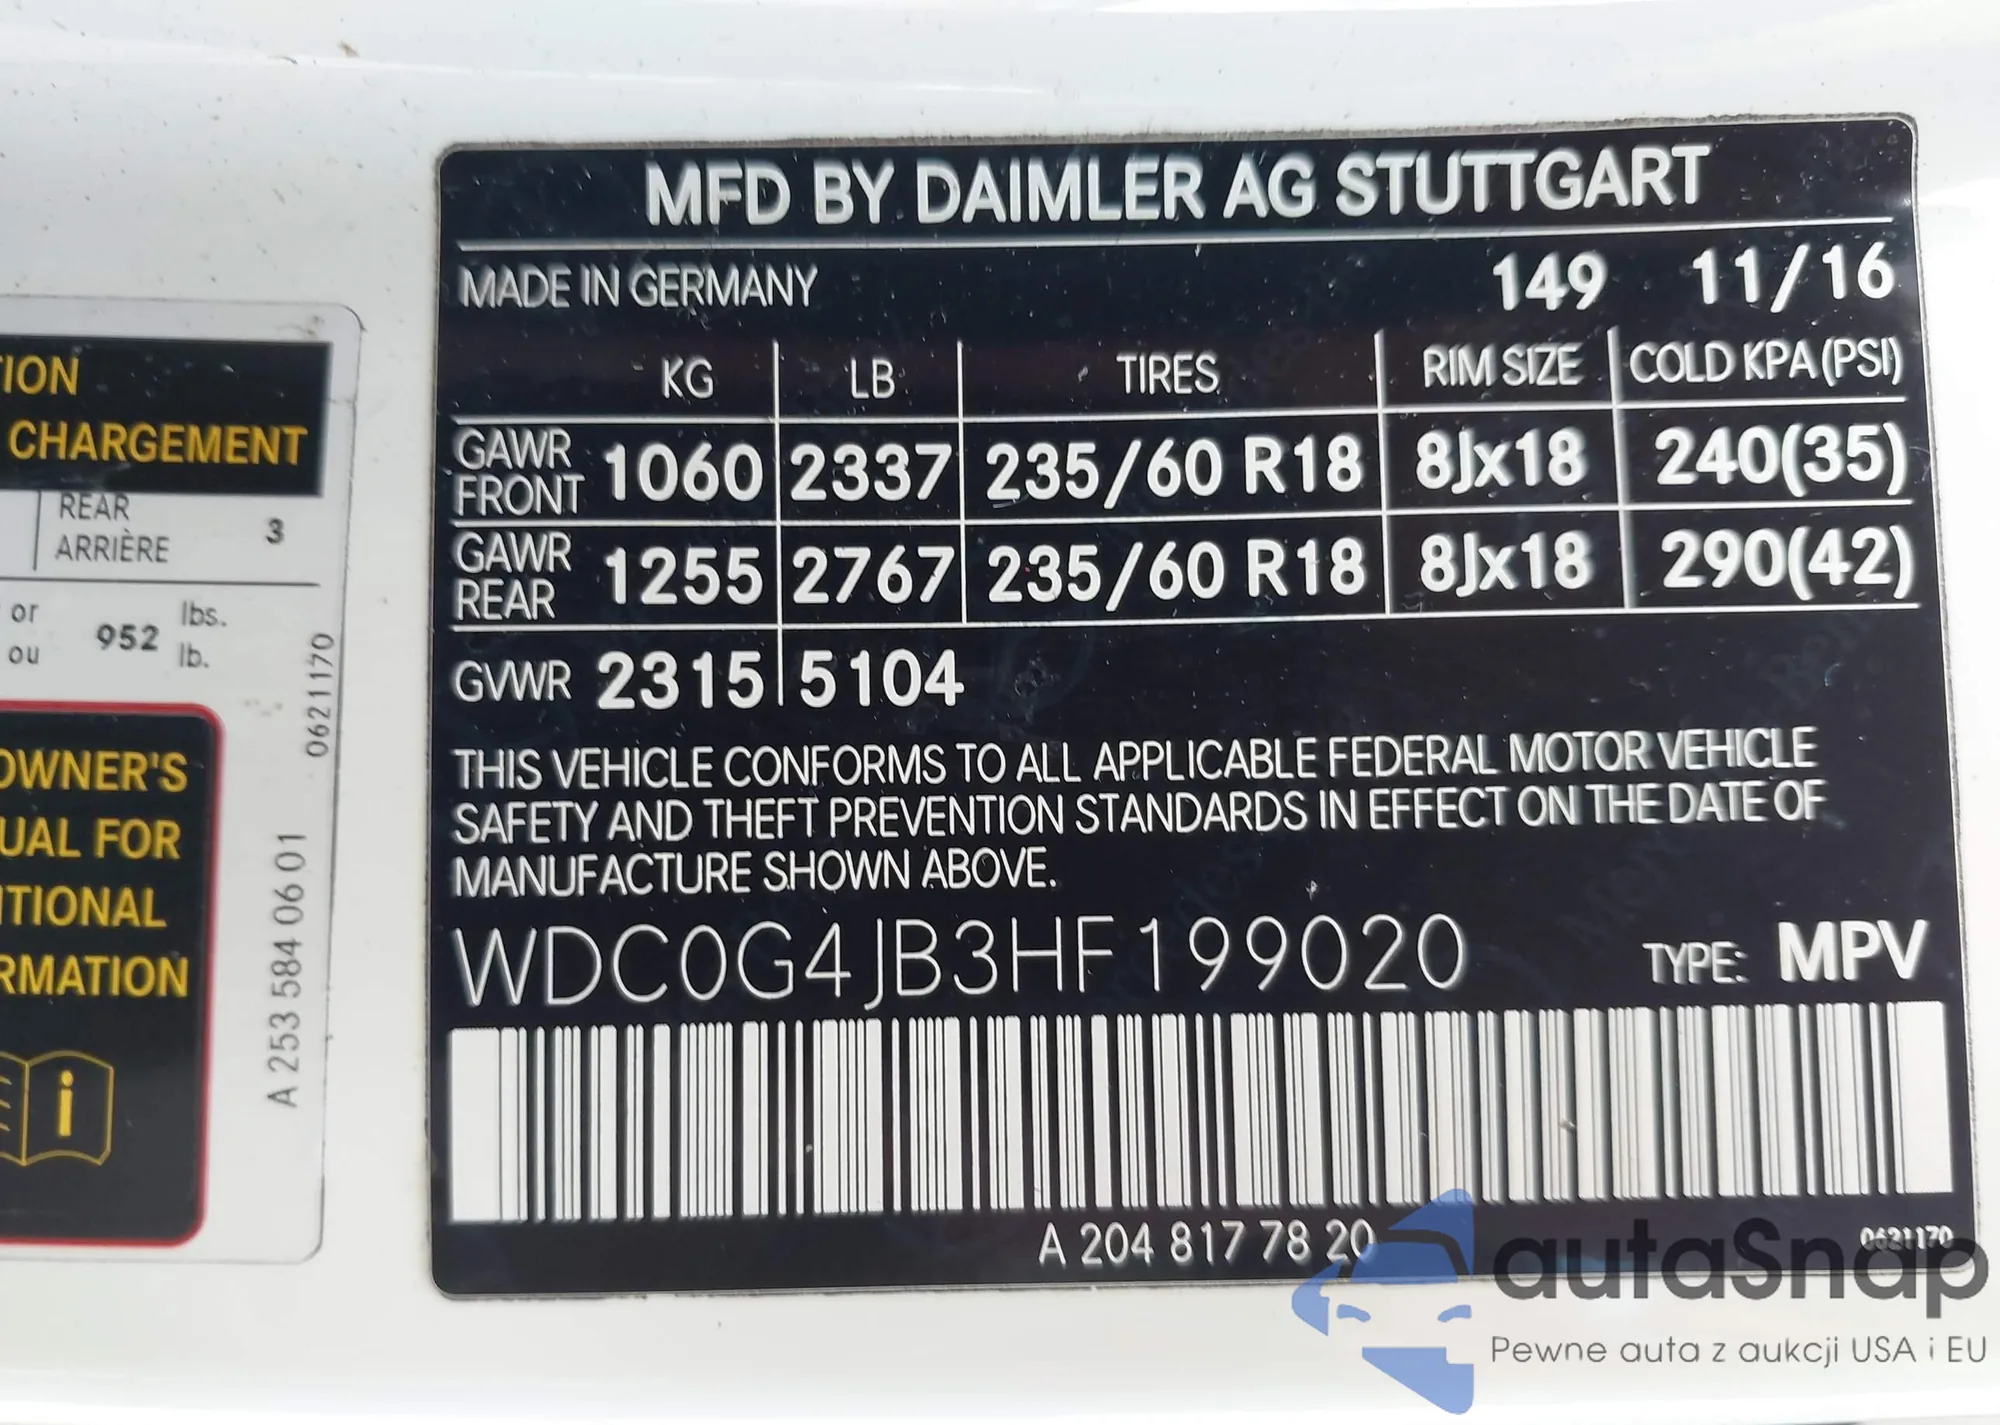 MFD BY DAIMLER AG STUTTGART
MADE IN GERMANY 149 11/16
KG LB TIRES RIM SIZE COLD KPA (PSI)
GAWR FRONT 1060 2337 235/60 R18 8Jx18 240(35)
GAWR REAR 1255 2767 235/60 R18 8Jx18 290(42)
GVWR 2315 5104
THIS VEHICLE CONFORMS TO ALL APPLICABLE FEDERAL MOTOR VEHICLE
SAFETY AND THEFT PREVENTION STANDARDS IN EFFECT ON THE DATE OF
MANUFACTURE SHOWN ABOVE.
WDC0G4JB3HF199020 TYPE: MPV
A 204 817 78 20 0621170
CHARGEMENT
REAR
ARRIÈRE 3
or
ou 952 lbs.
lb.
OWNER'S
FOR
0621170
A 253 584 06 01
autaSnap
Pewne auta z aukcji USA i EU